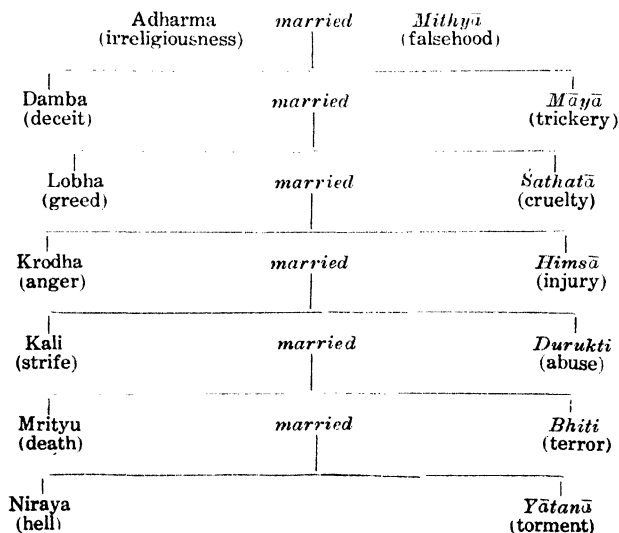 Adharma married Mithyā
(irreligiousness) (falsehood)
Damba married Māyā
(deceit) (trickery)
Lobha married Śathatā
(greed) (cruelty)
Krodha married Himsā
(anger) (injury)
Kali married Durukti
(strife) (abuse)
Mrityu married Bhiti
(death) (terror)
Niraya Yātanā
(hell) (torment)